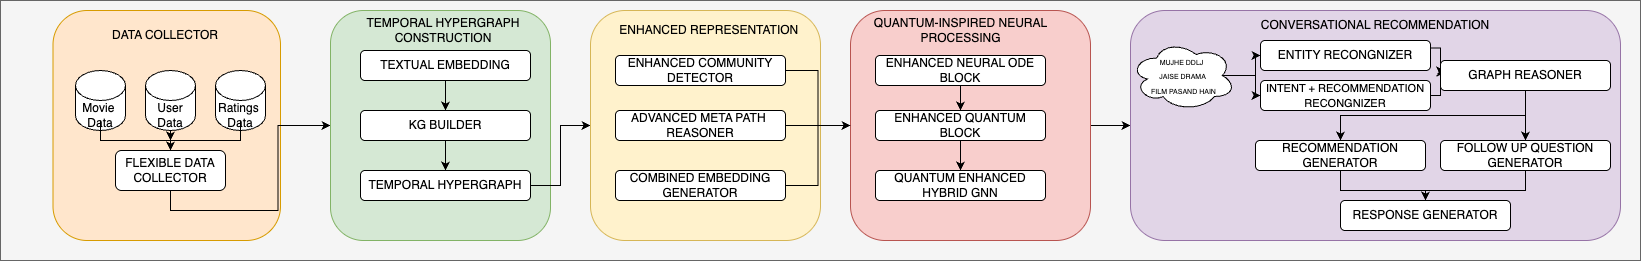 DATA COLLECTOR
Movie
Data
User
Data
Ratings
Data
FLEXIBLE DATA
COLLECTOR
TEMPORAL HYPERGRAPH
CONSTRUCTION
TEXTUAL EMBEDDING
KG BUILDER
TEMPORAL HYPERGRAPH
ENHANCED REPRESENTATION
ENHANCED COMMUNITY
DETECTOR
ADVANCED META PATH
REASONER
COMBINED EMBEDDING
GENERATOR
QUANTUM-INSPIRED NEURAL
PROCESSING
ENHANCED NEURAL ODE
BLOCK
ENHANCED QUANTUM
BLOCK
QUANTUM ENHANCED
HYBRID GNN
CONVERSATIONAL RECOMMENDATION
MUJHE DDLJ
JAISE DRAMA
FILM PASAND HAIN
ENTITY RECONGNIZER
INTENT + RECOMMENDATION
RECONGNIZER
GRAPH REASONER
RECOMMENDATION
GENERATOR
FOLLOW UP QUESTION
GENERATOR
RESPONSE GENERATOR